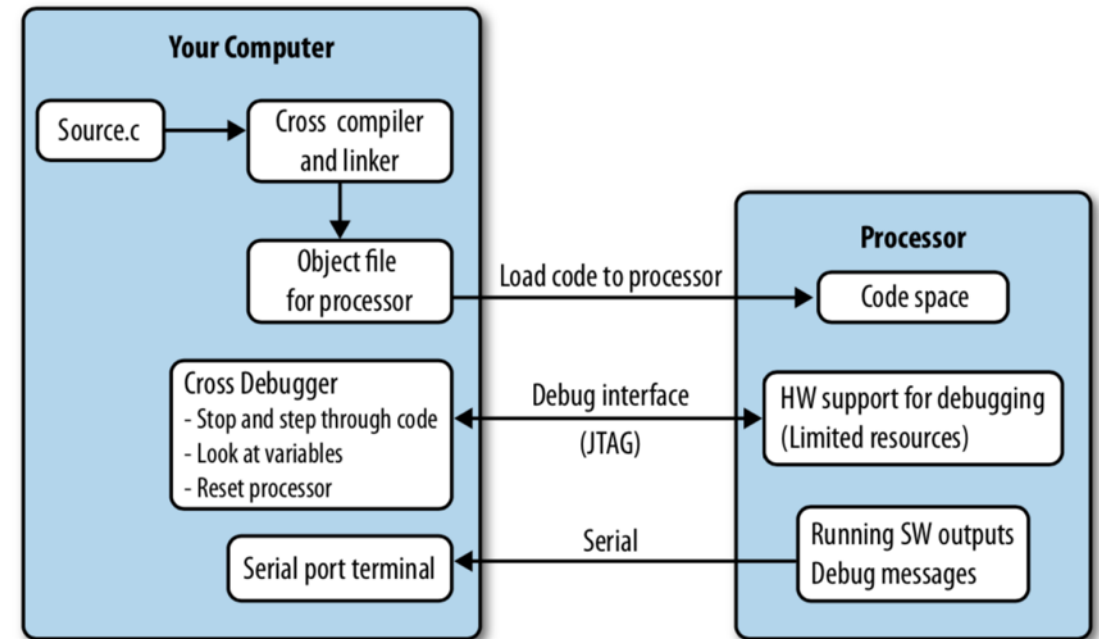 Your Computer
Source.c
Cross compiler
and linker
Object file
for processor
Load code to processor
Processor
Code space
Cross Debugger
- Stop and step through code
- Look at variables
- Reset processor
Debug interface
(JTAG)
HW support for debugging
(Limited resources)
Serial port terminal
Serial
Running SW outputs
Debug messages